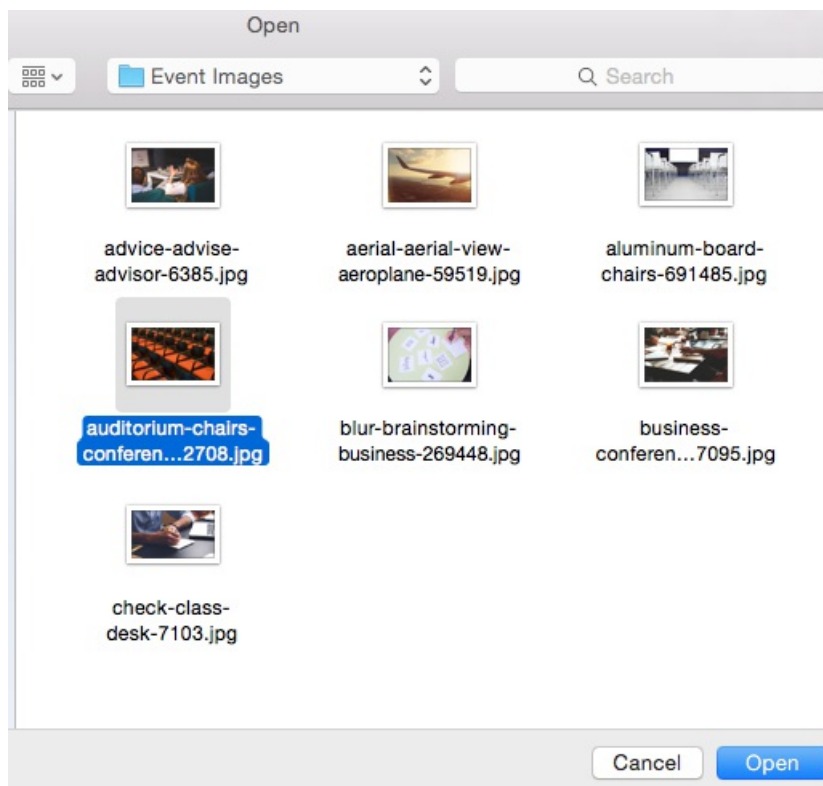 Open
Event Images
Search
advice-advise-
advisor-6385.jpg
aerial-aerial-view-
aeroplane-59519.jpg
aluminum-board-
chairs-691485.jpg
auditorium-chairs-
conferen...2708.jpg
blur-brainstorming-
business-269448.jpg
business-
conferen...7095.jpg
check-class-
desk-7103.jpg
Cancel
Open